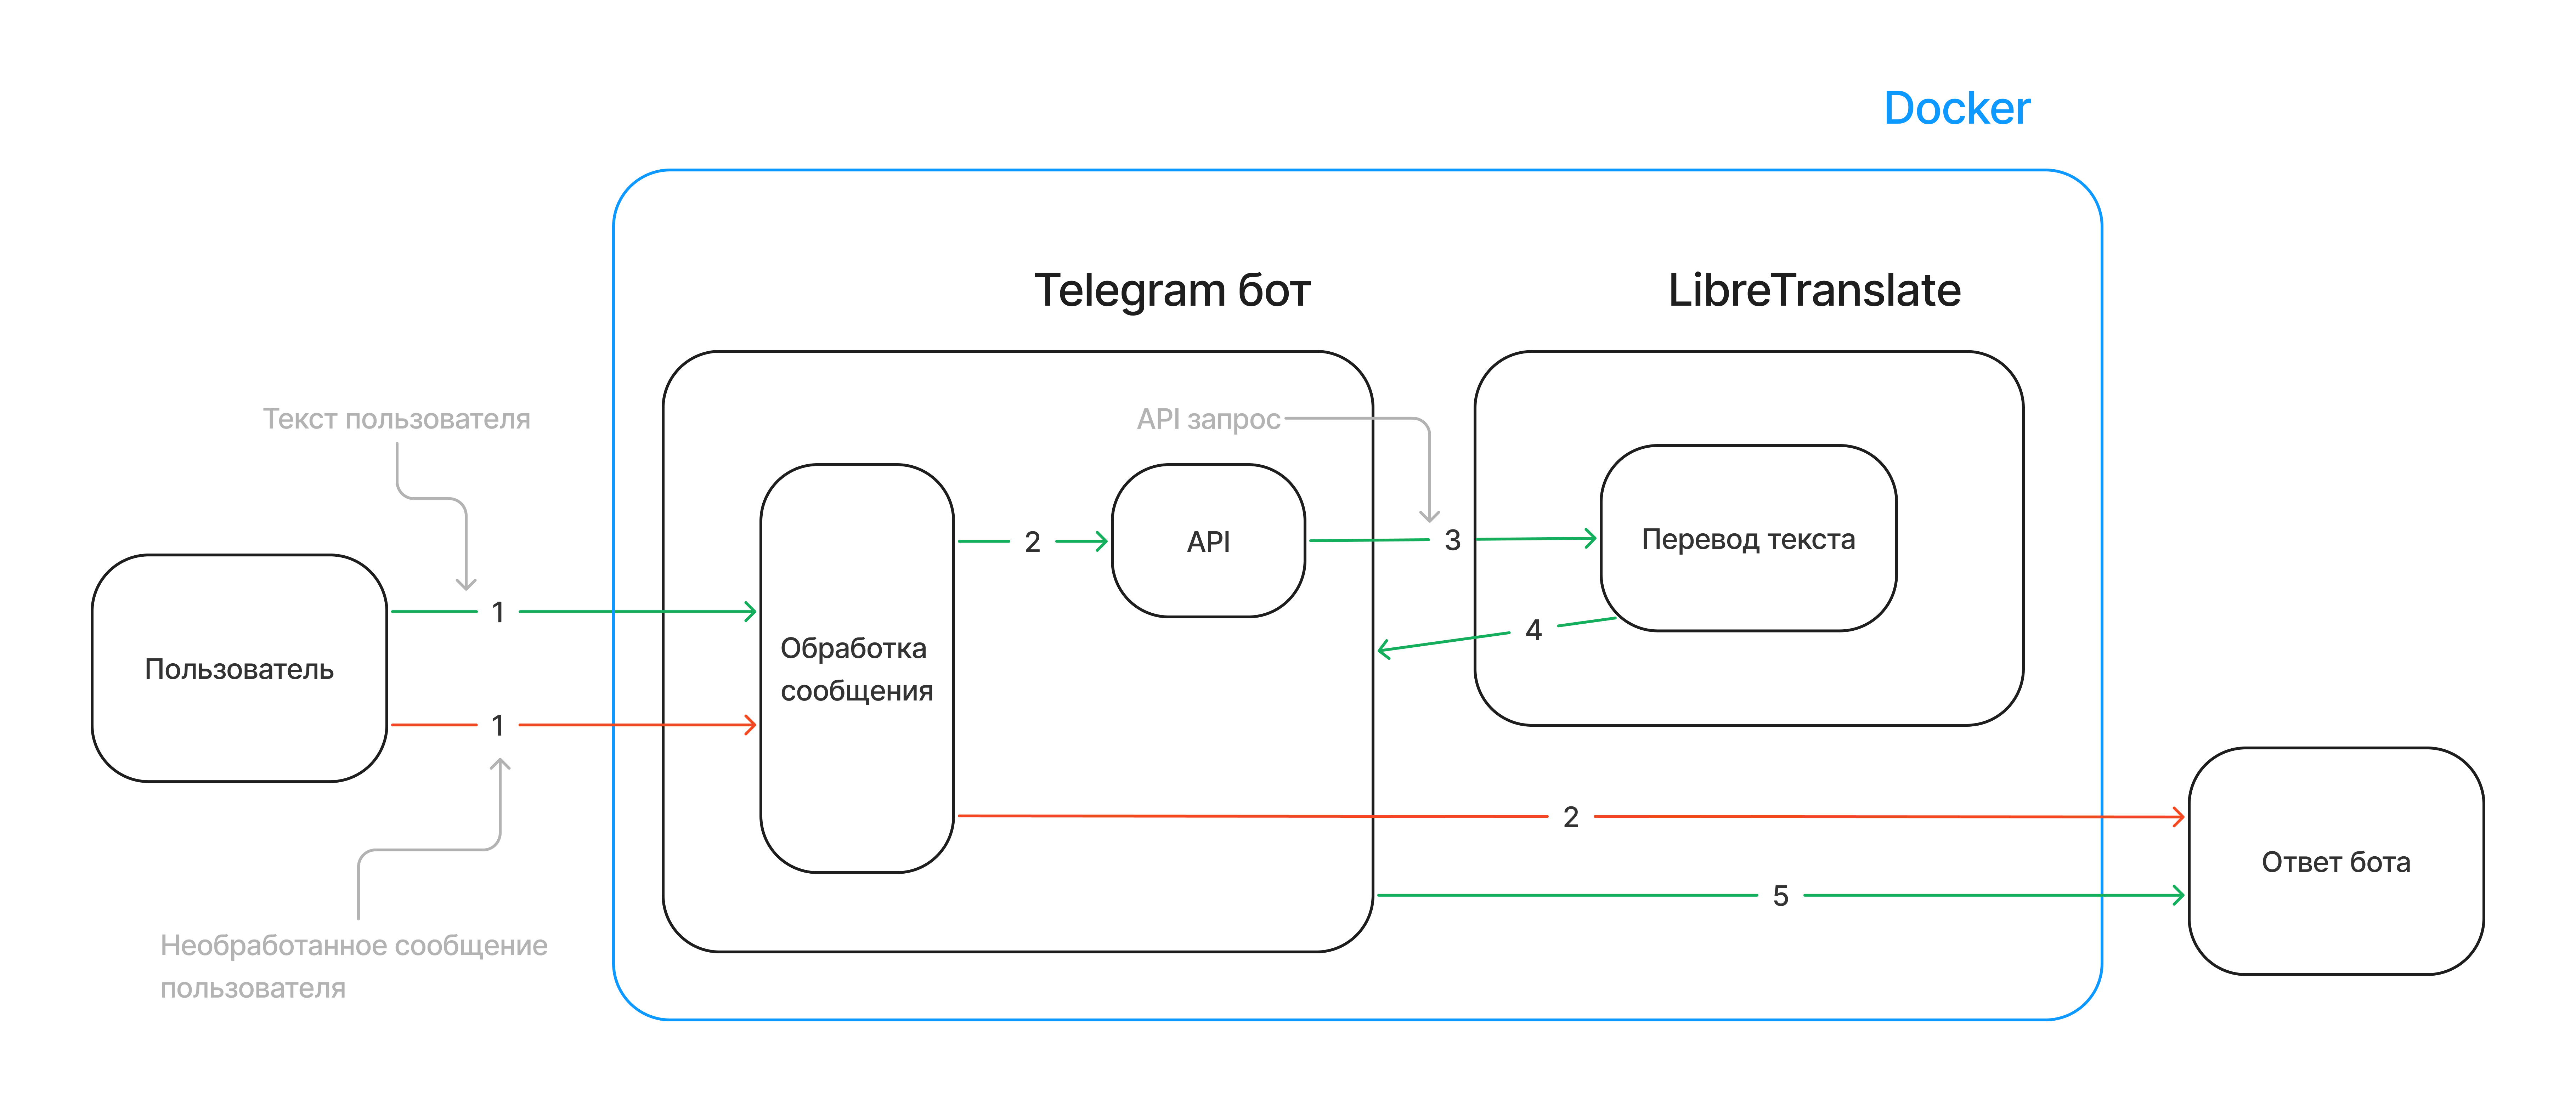 Docker
Telegram бот
LibreTranslate
Текст пользователя
API запрос
2
API
3
Перевод текста
1
4
Обработка
сообщения
Пользователь
1
2
Ответ бота
5
Необработанное сообщение
пользователя